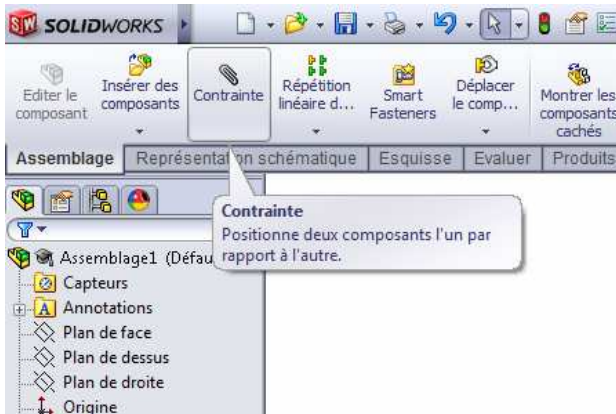 SW SOLIDWORKS
Editer le composant
Insérer des composants
Contrainte
Répétition linéaire d...
Smart Fasteners
Déplacer le comp...
Montrer les composants cachés
Assemblage Représentation schématique Esquisse Evaluer Produits
Contrainte
Positionne deux composants l'un par
rapport à l'autre.
Assemblage1 (Défau
Capteurs
A Annotations
Plan de face
Plan de dessus
Plan de droite
Origine